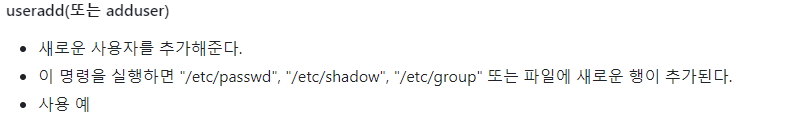 useradd(또는 adduser)
새로운 사용자를 추가해준다.
이 명령을 실행하면 "/etc/passwd", "/etc/shadow", "/etc/group" 또는 파일에 새로운 행이 추가된다.
사용 예